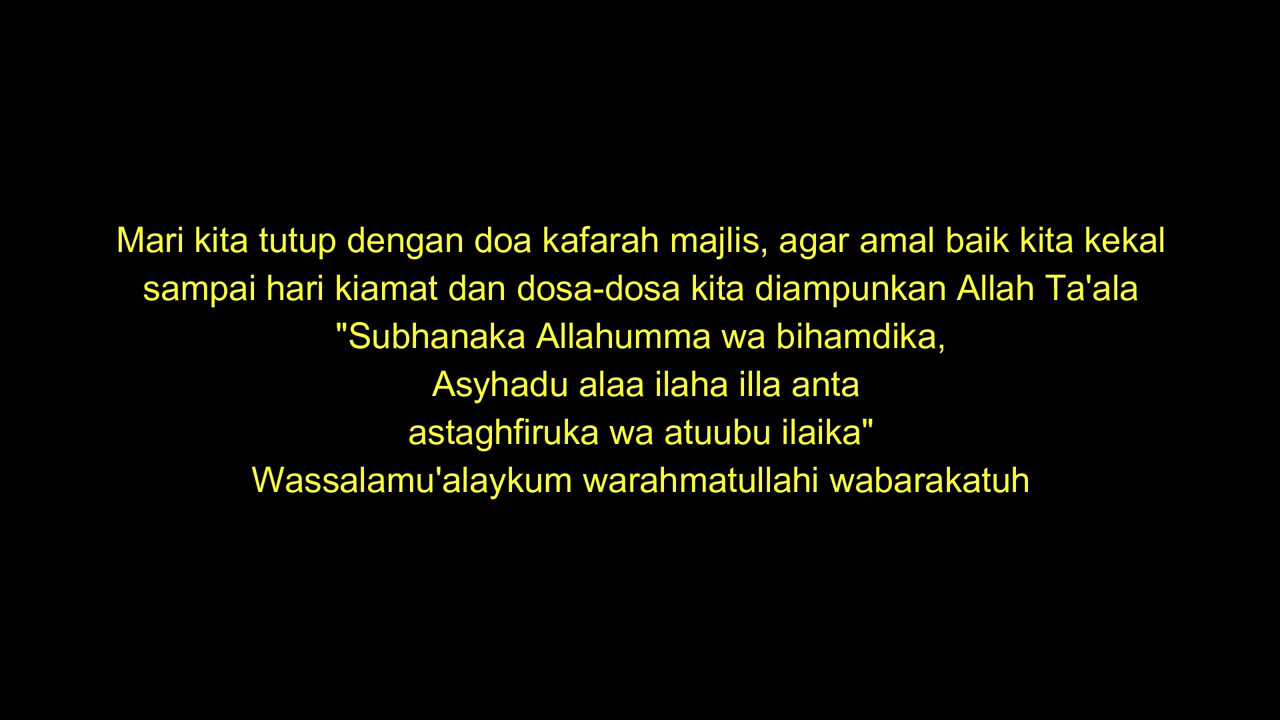 Mari kita tutup dengan doa kafarah majlis, agar amal baik kita kekal
sampai hari kiamat dan dosa-dosa kita diampunkan Allah Ta'ala
"Subhanaka Allahumma wa bihamdika,
Asyhadu alaa ilaha illa anta
astaghfiruka wa atuubu ilaika"
Wassalamu'alaykum warahmatullahi wabarakatuh